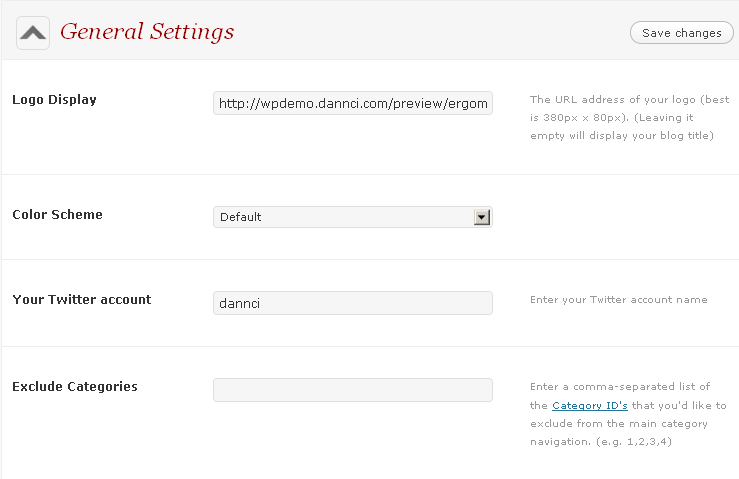 General Settings
Save changes
Logo Display
http://wpdemo.dannci.com/preview/ergom
The URL address of your logo (best
is 380px x 80px). (Leaving it
empty will display your blog title)
Color Scheme
Default
Your Twitter account
dannci
Enter your Twitter account name
Exclude Categories
Enter a comma-separated list of
the Category ID's that you'd like to
exclude from the main category
navigation. (e.g. 1,2,3,4)